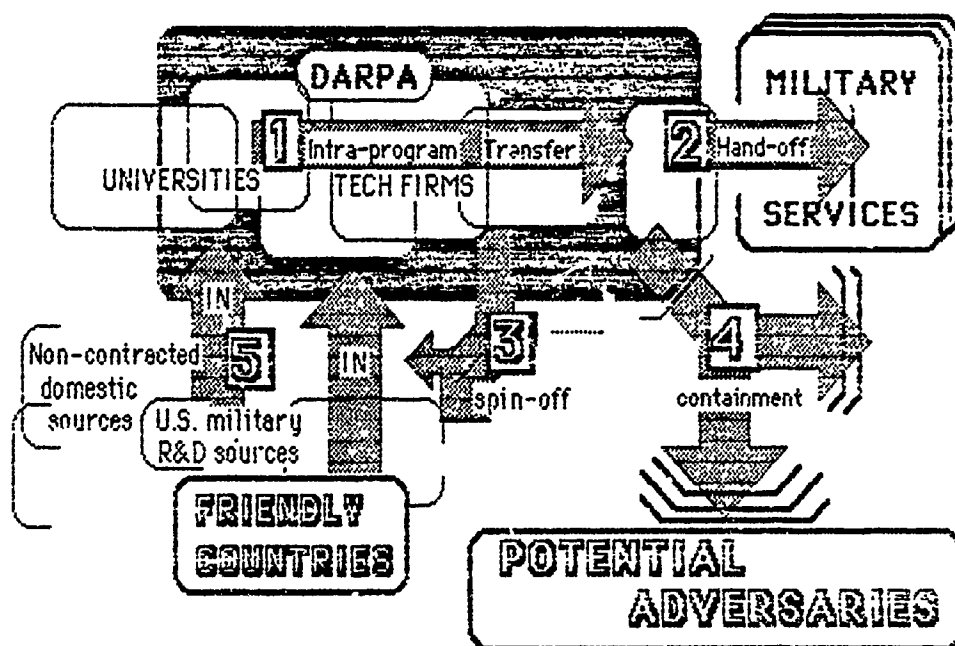 DARPA
MILITARY
1
Intra-program
Transfer
2
Hand-off
UNIVERSITIES
TECH FIRMS
SERVICES
IN
5
IN
3
4
Non-contracted
domestic
sources
spin-off
containment
U.S. military
R&D sources
FRIENDLY
COUNTRIES
POTENTIAL
ADVERSARIES